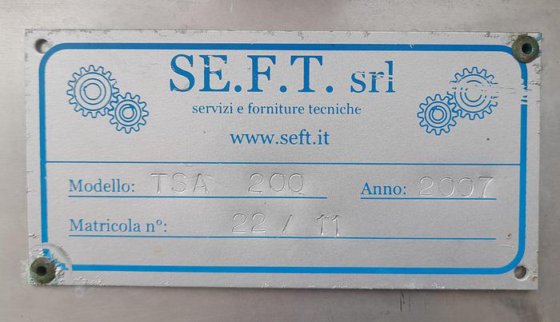 SE.F.T. srl
servizi e forniture tecniche
www.seft.it
Modello: TSA 200 Anno: 2007
Matricola n°: 22 / 11